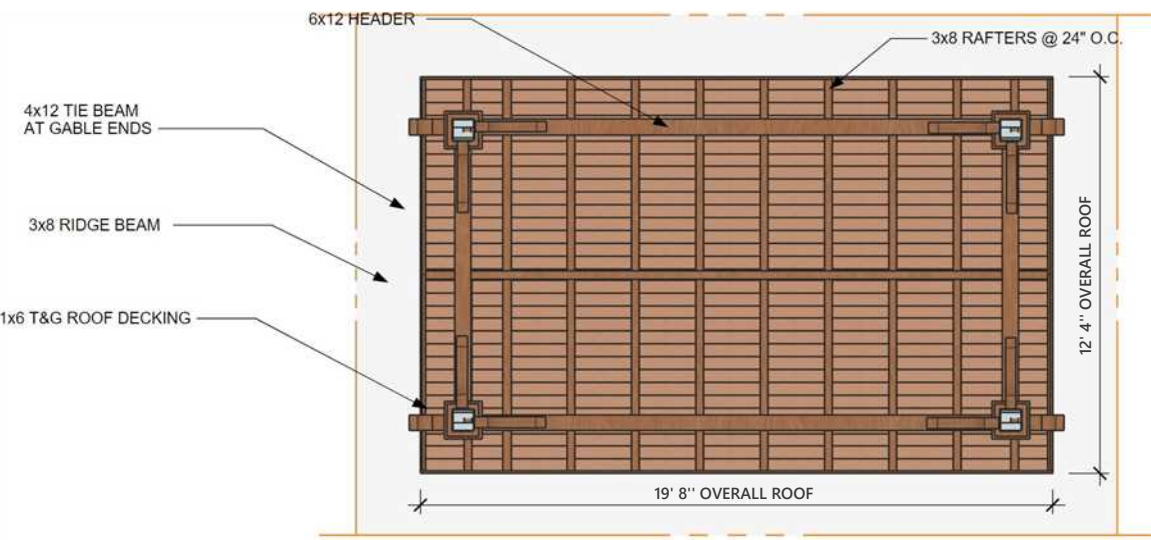 6x12 HEADER
3x8 RAFTERS @ 24" O.C.
4x12 TIE BEAM
AT GABLE ENDS
3x8 RIDGE BEAM
1x6 T&G ROOF DECKING
12' 4'' OVERALL ROOF
19' 8'' OVERALL ROOF